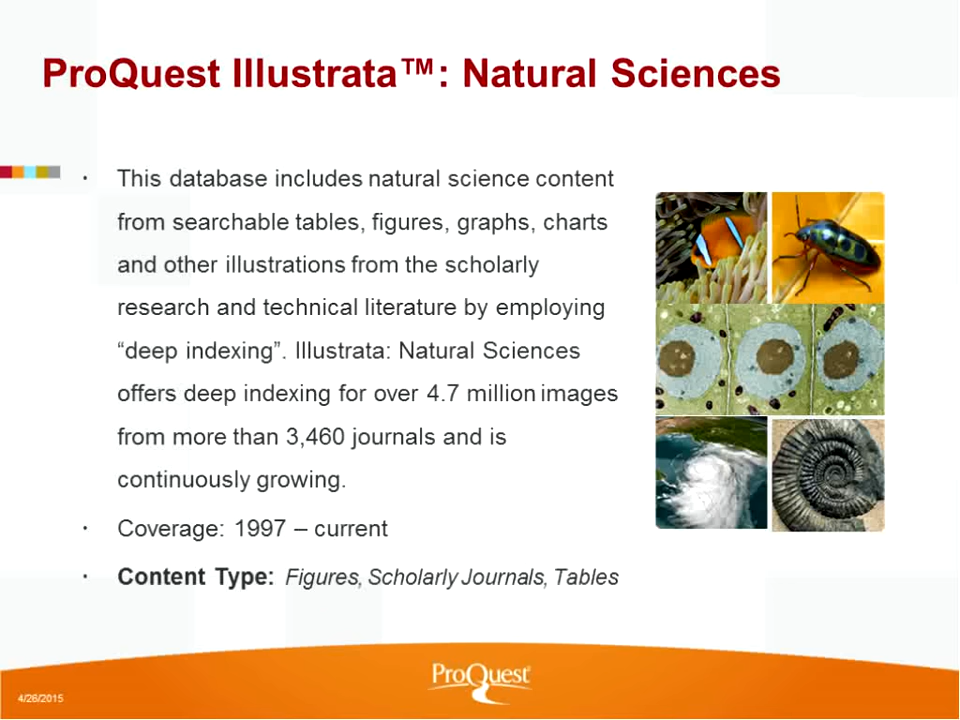 ProQuest Illustrata™: Natural Sciences
· This database includes natural science content
from searchable tables, figures, graphs, charts
and other illustrations from the scholarly
research and technical literature by employing
“deep indexing”. Illustrata: Natural Sciences
offers deep indexing for over 4.7 million images
from more than 3,460 journals and is
continuously growing.
· Coverage: 1997 – current
· Content Type: Figures, Scholarly Journals, Tables
ProQuest®
4/26/2015